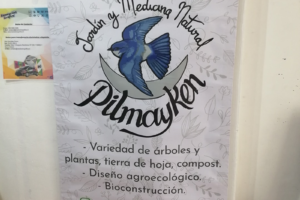 Jardín y Medicina Natural
Pilmayken
- Variedad de árboles y
plantas, tierra de hoja, compost.
- Diseño agroecológico.
- Bioconstrucción.